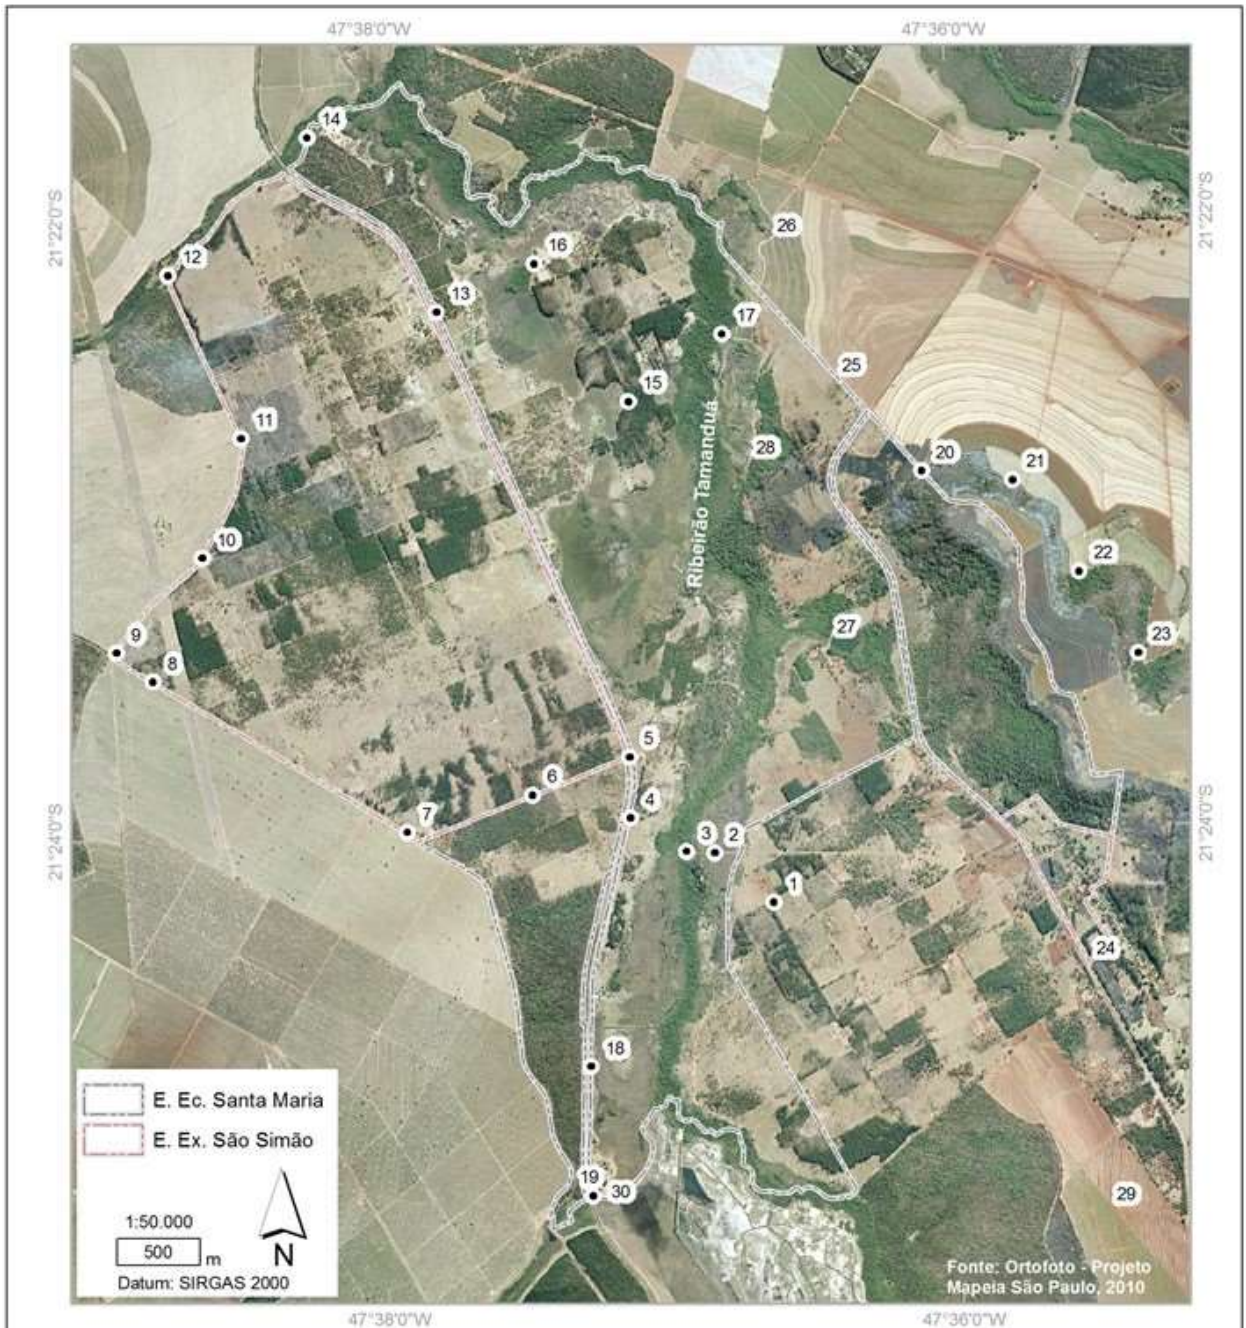 47°38'0"W
47°36'0"W
14
26
21°22'0"S
21°22'0"S
12
16
13
17
25
15
11
28
20
21
Ribeirão Tamanduá
10
22
27
9
23
8
5
6
4
7
21°24'0"S
21°24'0"S
3
2
1
24
18
E. Ec. Santa Maria
E. Ex. São Simão
19
30
29
1:50.000
500 m
N
Datum: SIRGAS 2000
Fonte: Ortofoto - Projeto
Mapeia São Paulo, 2010
47°38'0"W
47°36'0"W